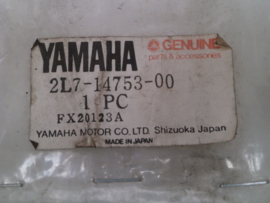 YAMAHA GENUINE
parts & accessories
2L7-14753-00
1 PC
FX20123A
YAMAHA MOTOR CO. LTD. Shizuoka Japan
MADE IN JAPAN